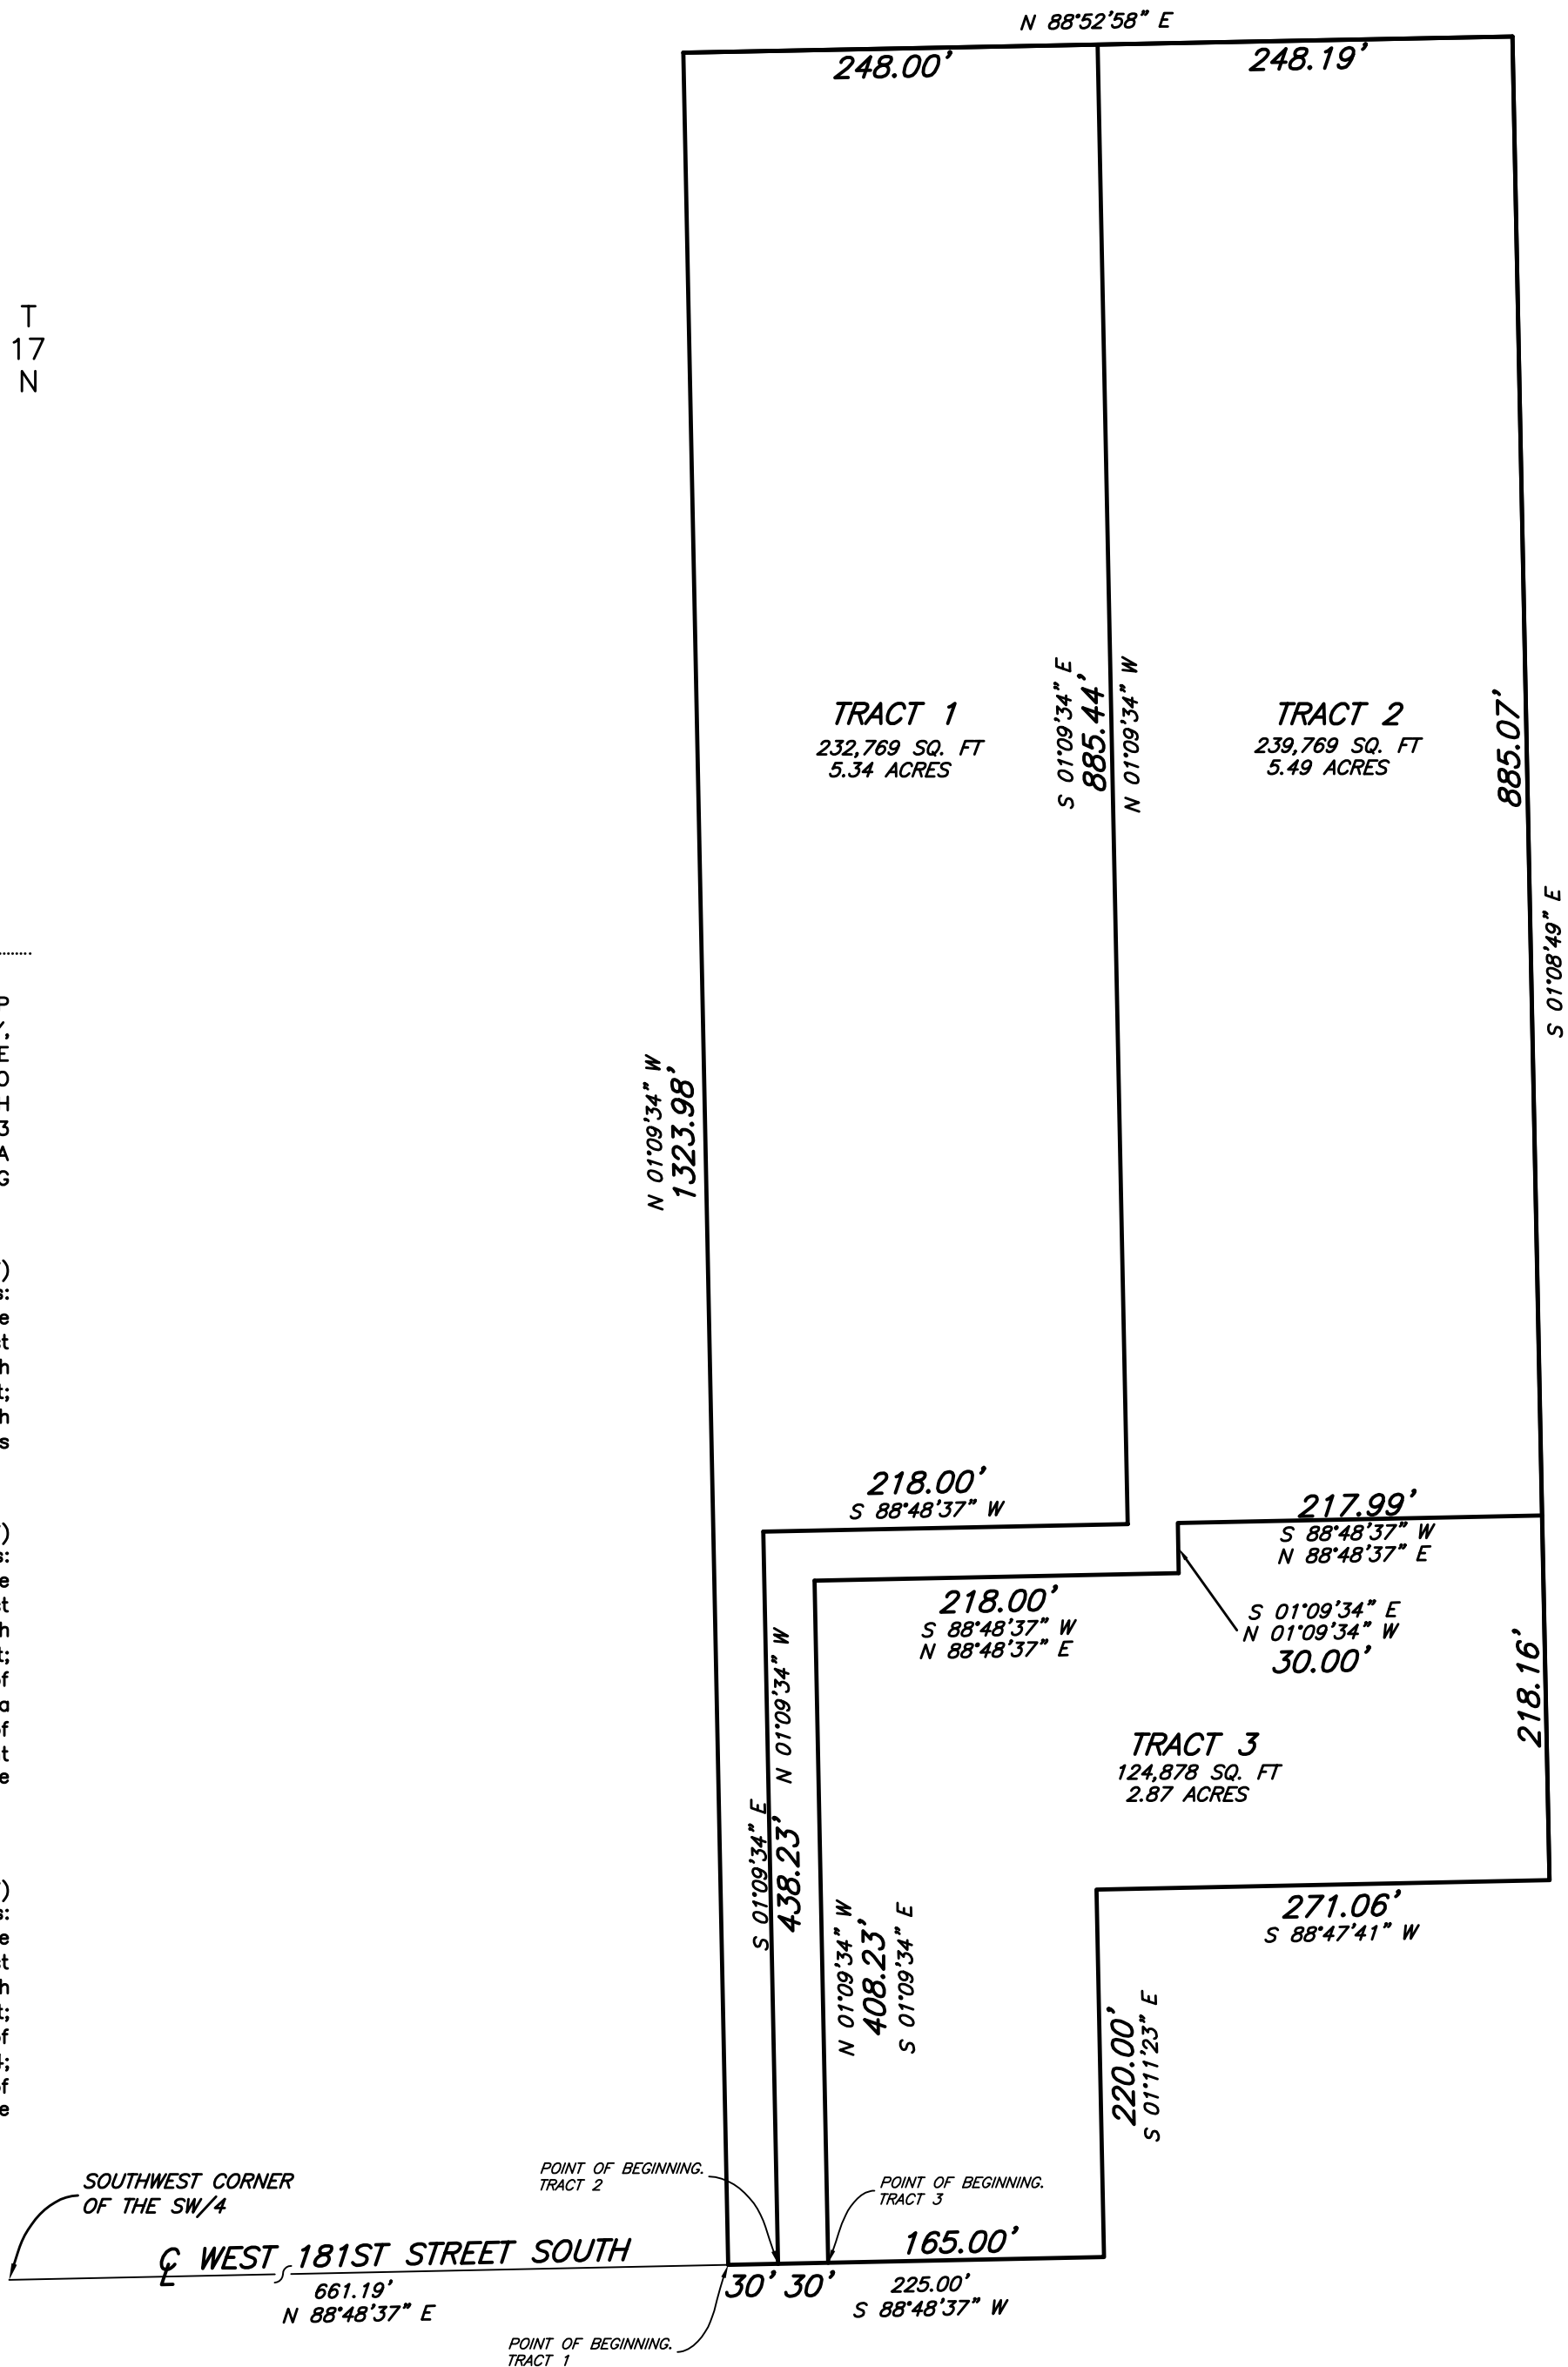 N 88°52'58" E
248.00'
248.19'
T
17
N
TRACT 1
232,769 SQ. FT
5.34 ACRES
S 01°09'34" E
885.44'
N 01°09'34" W
TRACT 2
239,769 SQ. FT
5.49 ACRES
885.07'
S 01°08'49" E
N 01°09'34" W
1323.98'
218.00'
S 88°48'37" W
217.99'
S 88°48'37" W
N 88°48'37" E
218.00'
S 88°48'37" W
N 88°48'37" E
S 01°09'34" E
N 01°09'34" W
30.00'
218.16'
N 01°09'34" W
S 01°09'34" E
438.23'
TRACT 3
124,878 SQ. FT
2.87 ACRES
N 01°09'34" W
408.23'
S 01°09'34" E
271.06'
S 88°47'41" W
220.00'
S 01°11'23" E
SOUTHWEST CORNER
OF THE SW/4
POINT OF BEGINNING.
TRACT 2
POINT OF BEGINNING.
TRACT 3
℄ WEST 181ST STREET SOUTH
661.19'
N 88°48'37" E
165.00'
30' 30'
225.00'
S 88°48'37" W
POINT OF BEGINNING.
TRACT 1